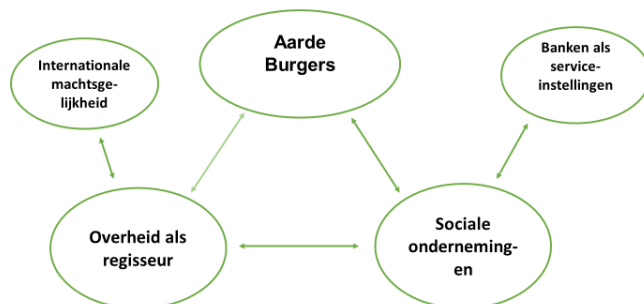 Internationale
machtsge-
lijkheid
Aarde
Burgers
Banken als
service-
instellingen
Overheid als
regisseur
Sociale
onderneming-
en